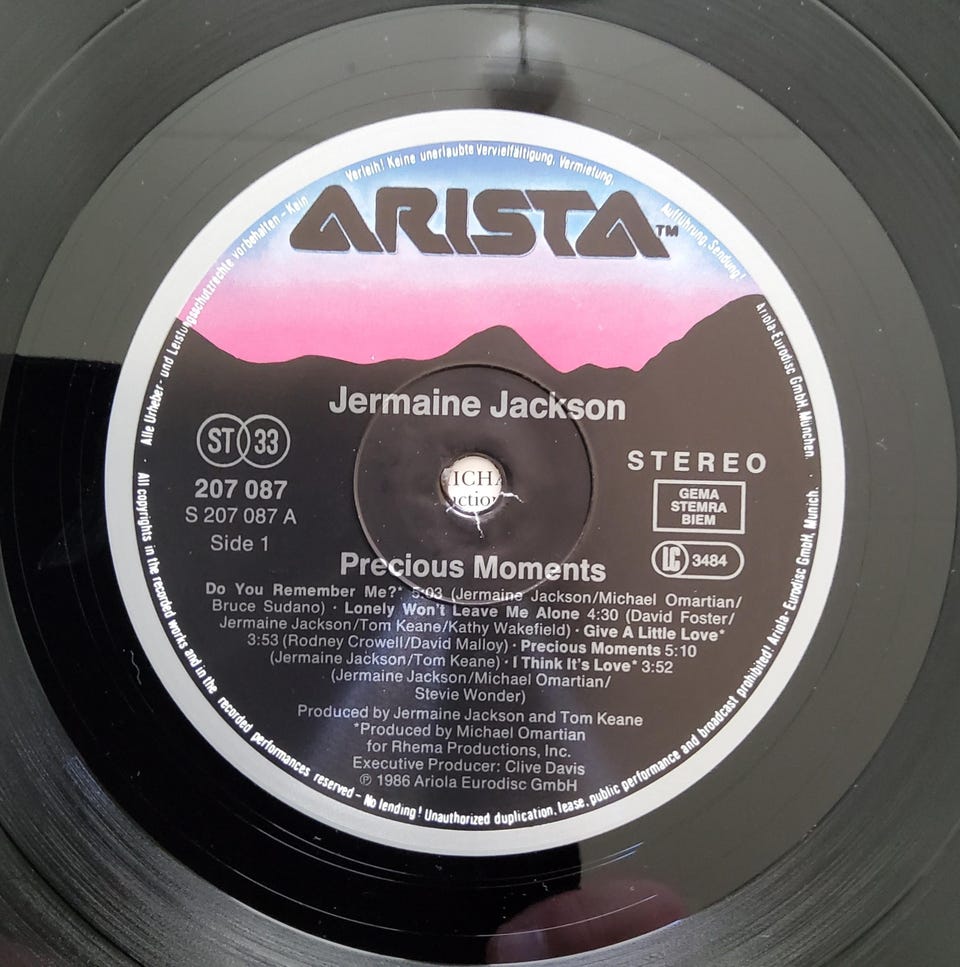 Alle Urheber- und Leistungsschutzrechte vorbehalten - Kein Verleih! Keine unerlaubte Vervielfältigung, Vermietung, Aufführung, Sendung!
ARISTA™
Ariola-Eurodisc GmbH, München.
Jermaine Jackson
ST 33
207 087
S 207 087 A
Side 1
STEREO
GEMA
STEMRA
BIEM
LC 3484
Precious Moments
Do You Remember Me?* 5:03 (Jermaine Jackson/Michael Omartian/
Bruce Sudano) · Lonely Won't Leave Me Alone 4:30 (David Foster/
Jermaine Jackson/Tom Keane/Kathy Wakefield) · Give A Little Love*
3:53 (Rodney Crowell/David Malloy) · Precious Moments 5:10
(Jermaine Jackson/Tom Keane) · I Think It's Love* 3:52
(Jermaine Jackson/Michael Omartian/
Stevie Wonder)
Produced by Jermaine Jackson and Tom Keane
*Produced by Michael Omartian
for Rhema Productions, Inc.
Executive Producer: Clive Davis
℗ 1986 Ariola Eurodisc GmbH
· All copyrights in the recorded works and in the recorded performances reserved - No lending! Unauthorized duplication, lease, public performance and broadcast prohibited! Ariola-Eurodisc GmbH, Munich.